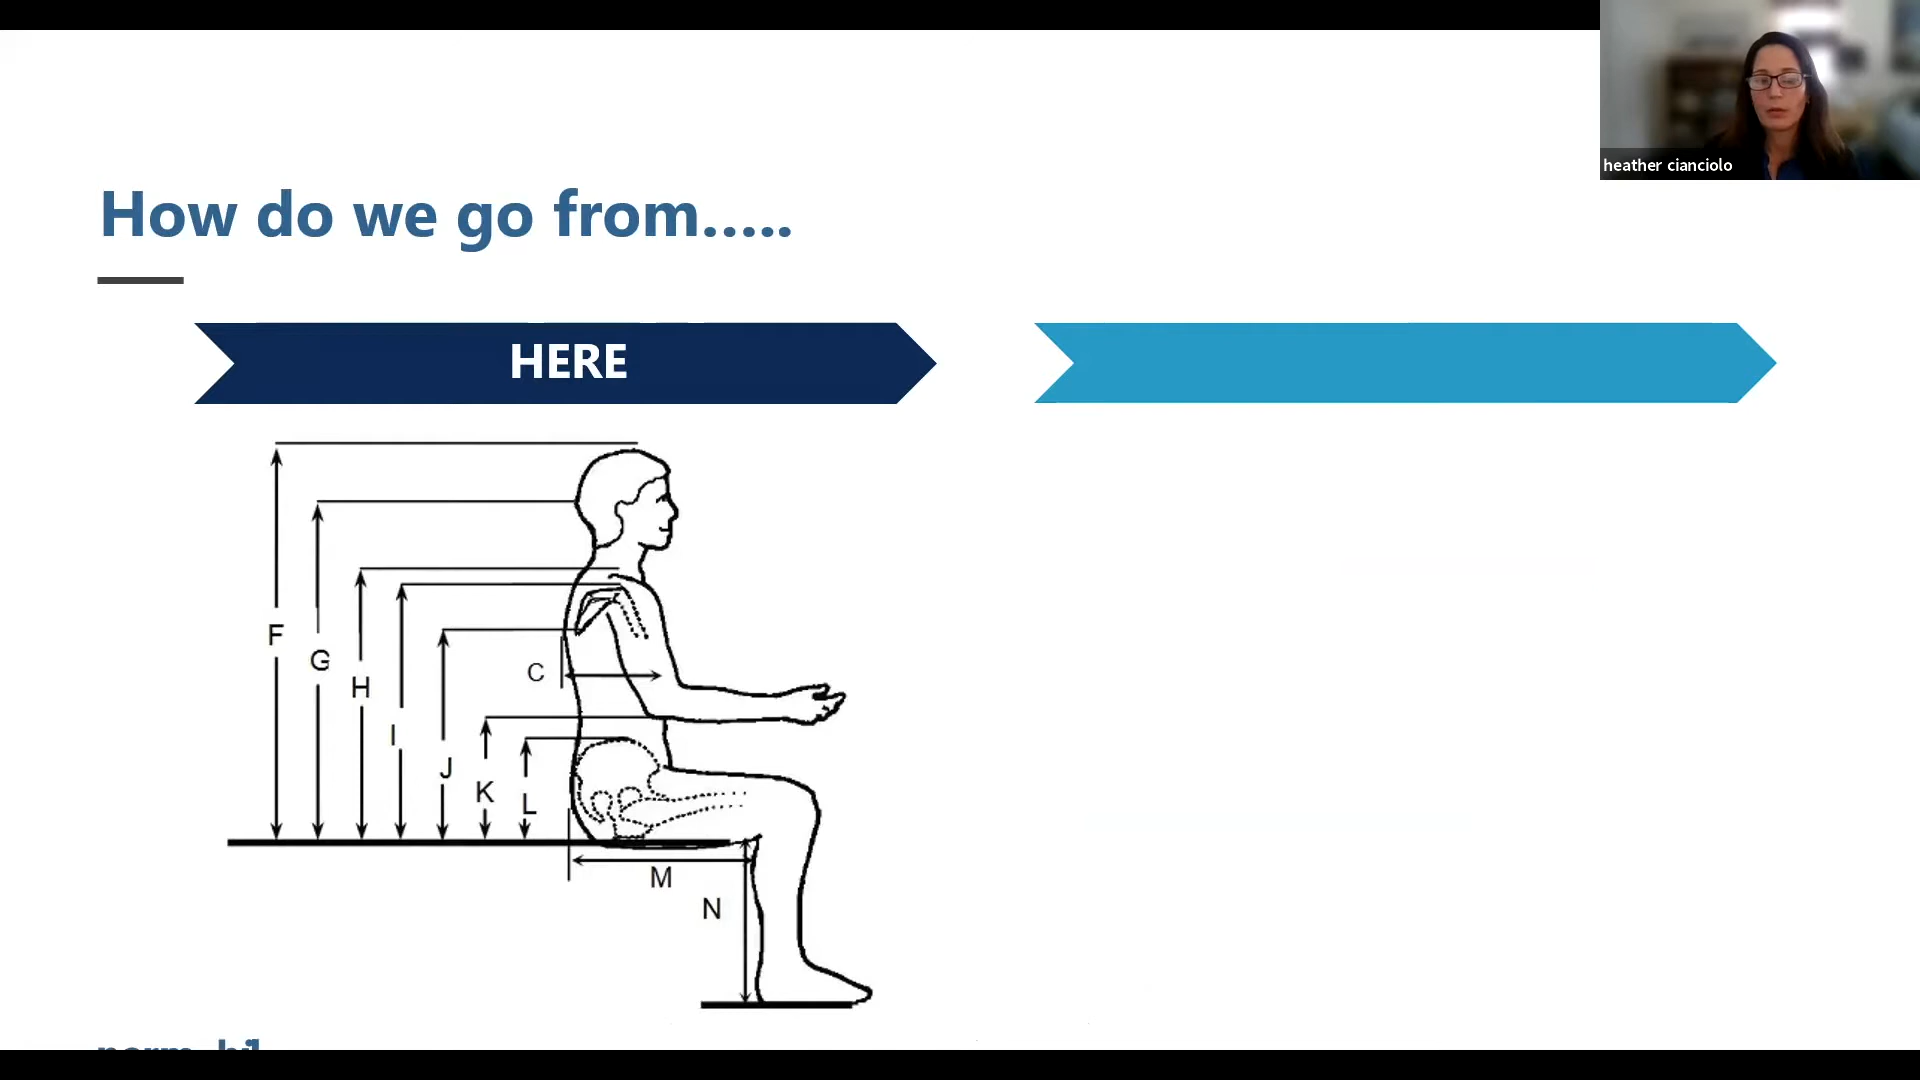 heather cianciolo
How do we go from.....
HERE
F
G
H
I
J
K
L
C
M
N